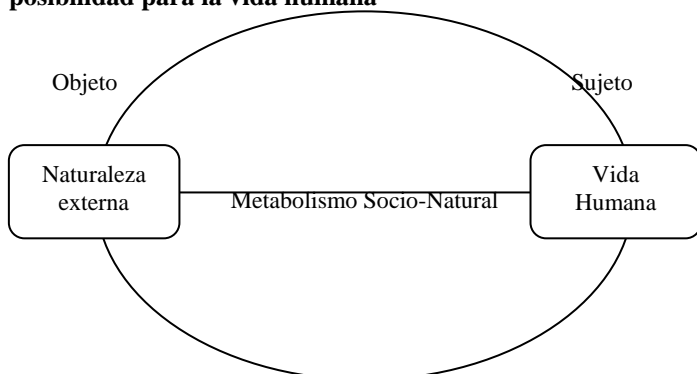 posibilidad para la vida humana
Objeto
Sujeto
Naturaleza
externa
Metabolismo Socio-Natural
Vida
Humana